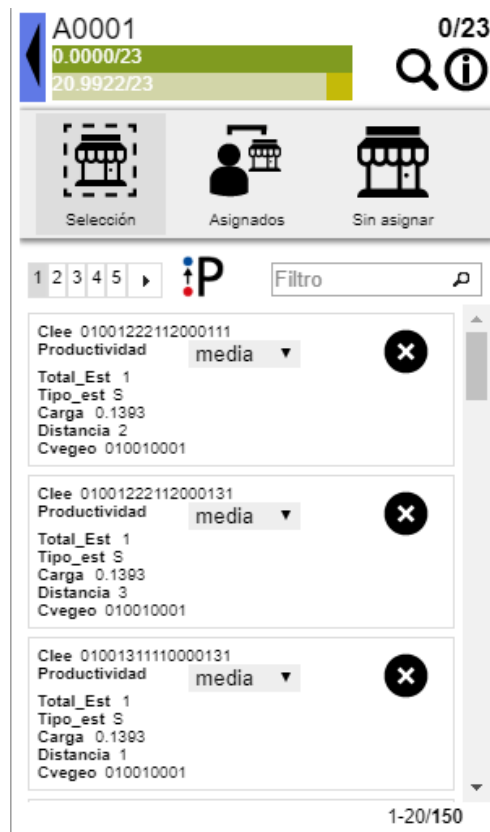 A0001 0/23
0.0000/23
20.9922/23
Selección Asignados Sin asignar
1 2 3 4 5 P Filtro
Clee 01001222112000111
Productividad media
Total_Est 1
Tipo_est S
Carga 0.1393
Distancia 2
Cvegeo 010010001
Clee 01001222112000131
Productividad media
Total_Est 1
Tipo_est S
Carga 0.1393
Distancia 3
Cvegeo 010010001
Clee 01001311110000131
Productividad media
Total_Est 1
Tipo_est S
Carga 0.1393
Distancia 1
Cvegeo 010010001
1-20/150